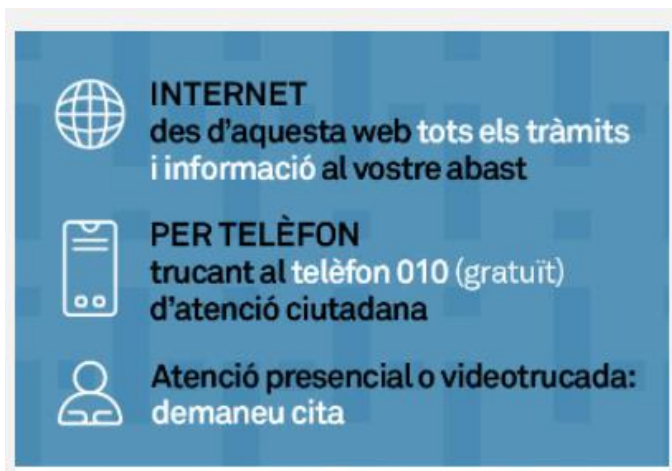 INTERNET
des d'aquesta web tots els tràmits
i informació al vostre abast
PER TELÈFON
trucant al telèfon 010 (gratuït)
d'atenció ciutadana
Atenció presencial o videotrucada:
demaneu cita